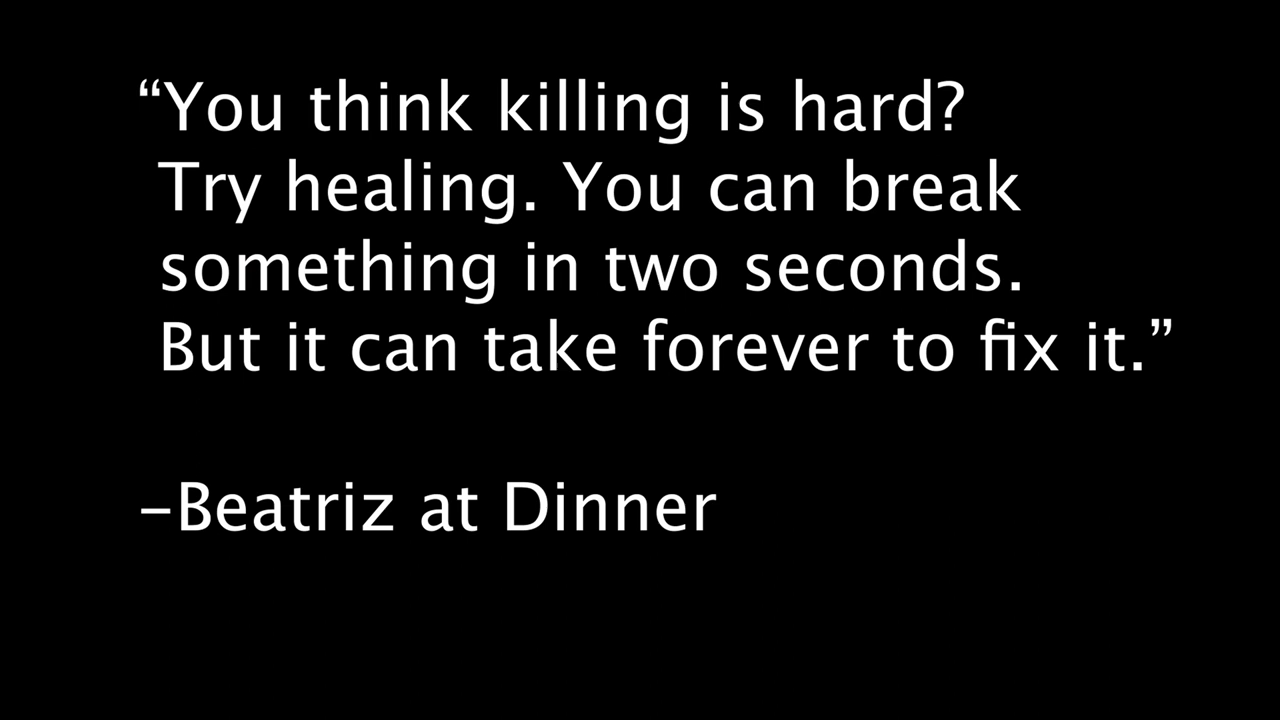 “You think killing is hard?
Try healing. You can break
something in two seconds.
But it can take forever to fix it.”
–Beatriz at Dinner